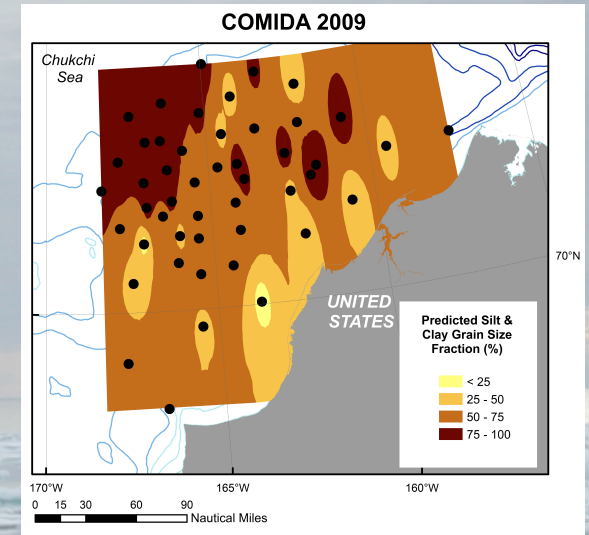 COMIDA 2009
Chukchi
Sea
70°N
UNITED
STATES
Predicted Silt &
Clay Grain Size
Fraction (%)
< 25
25 - 50
50 - 75
75 - 100
170°W 165°W 160°W
0 15 30 60 90
Nautical Miles